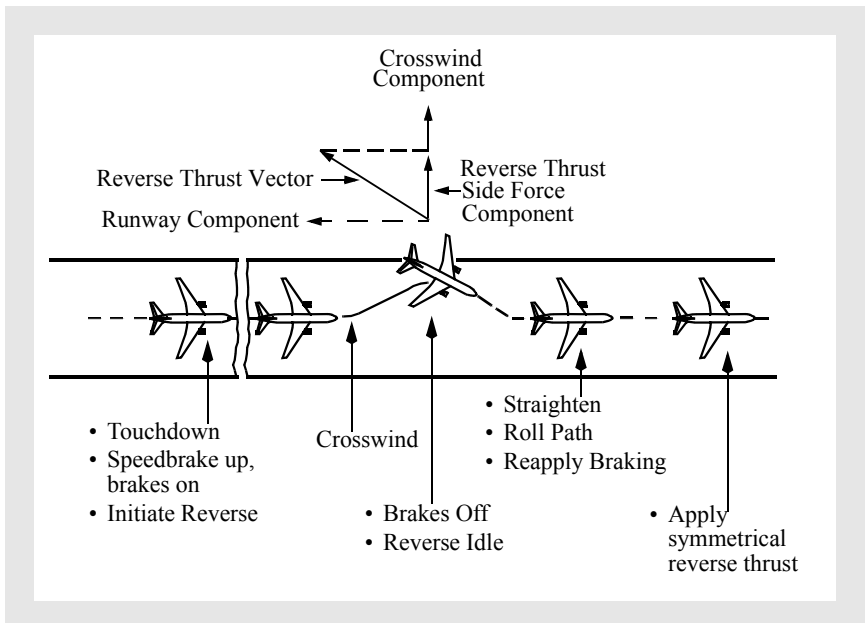 Crosswind
Component
Reverse Thrust Vector
Reverse Thrust
Side Force
Component
Runway Component
• Touchdown
• Speedbrake up,
brakes on
• Initiate Reverse
Crosswind
• Brakes Off
• Reverse Idle
• Straighten
• Roll Path
• Reapply Braking
• Apply
symmetrical
reverse thrust